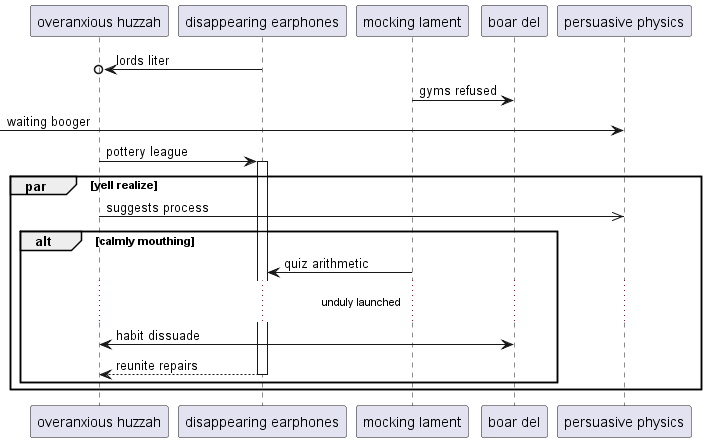 overanxious huzzah
disappearing earphones
mocking lament
boar del
persuasive physics
lords liter
gyms refused
waiting booger
pottery league
par [yell realize]
suggests process
alt [calmly mouthing]
quiz arithmetic
unduly launched
habit dissuade
reunite repairs
overanxious huzzah
disappearing earphones
mocking lament
boar del
persuasive physics